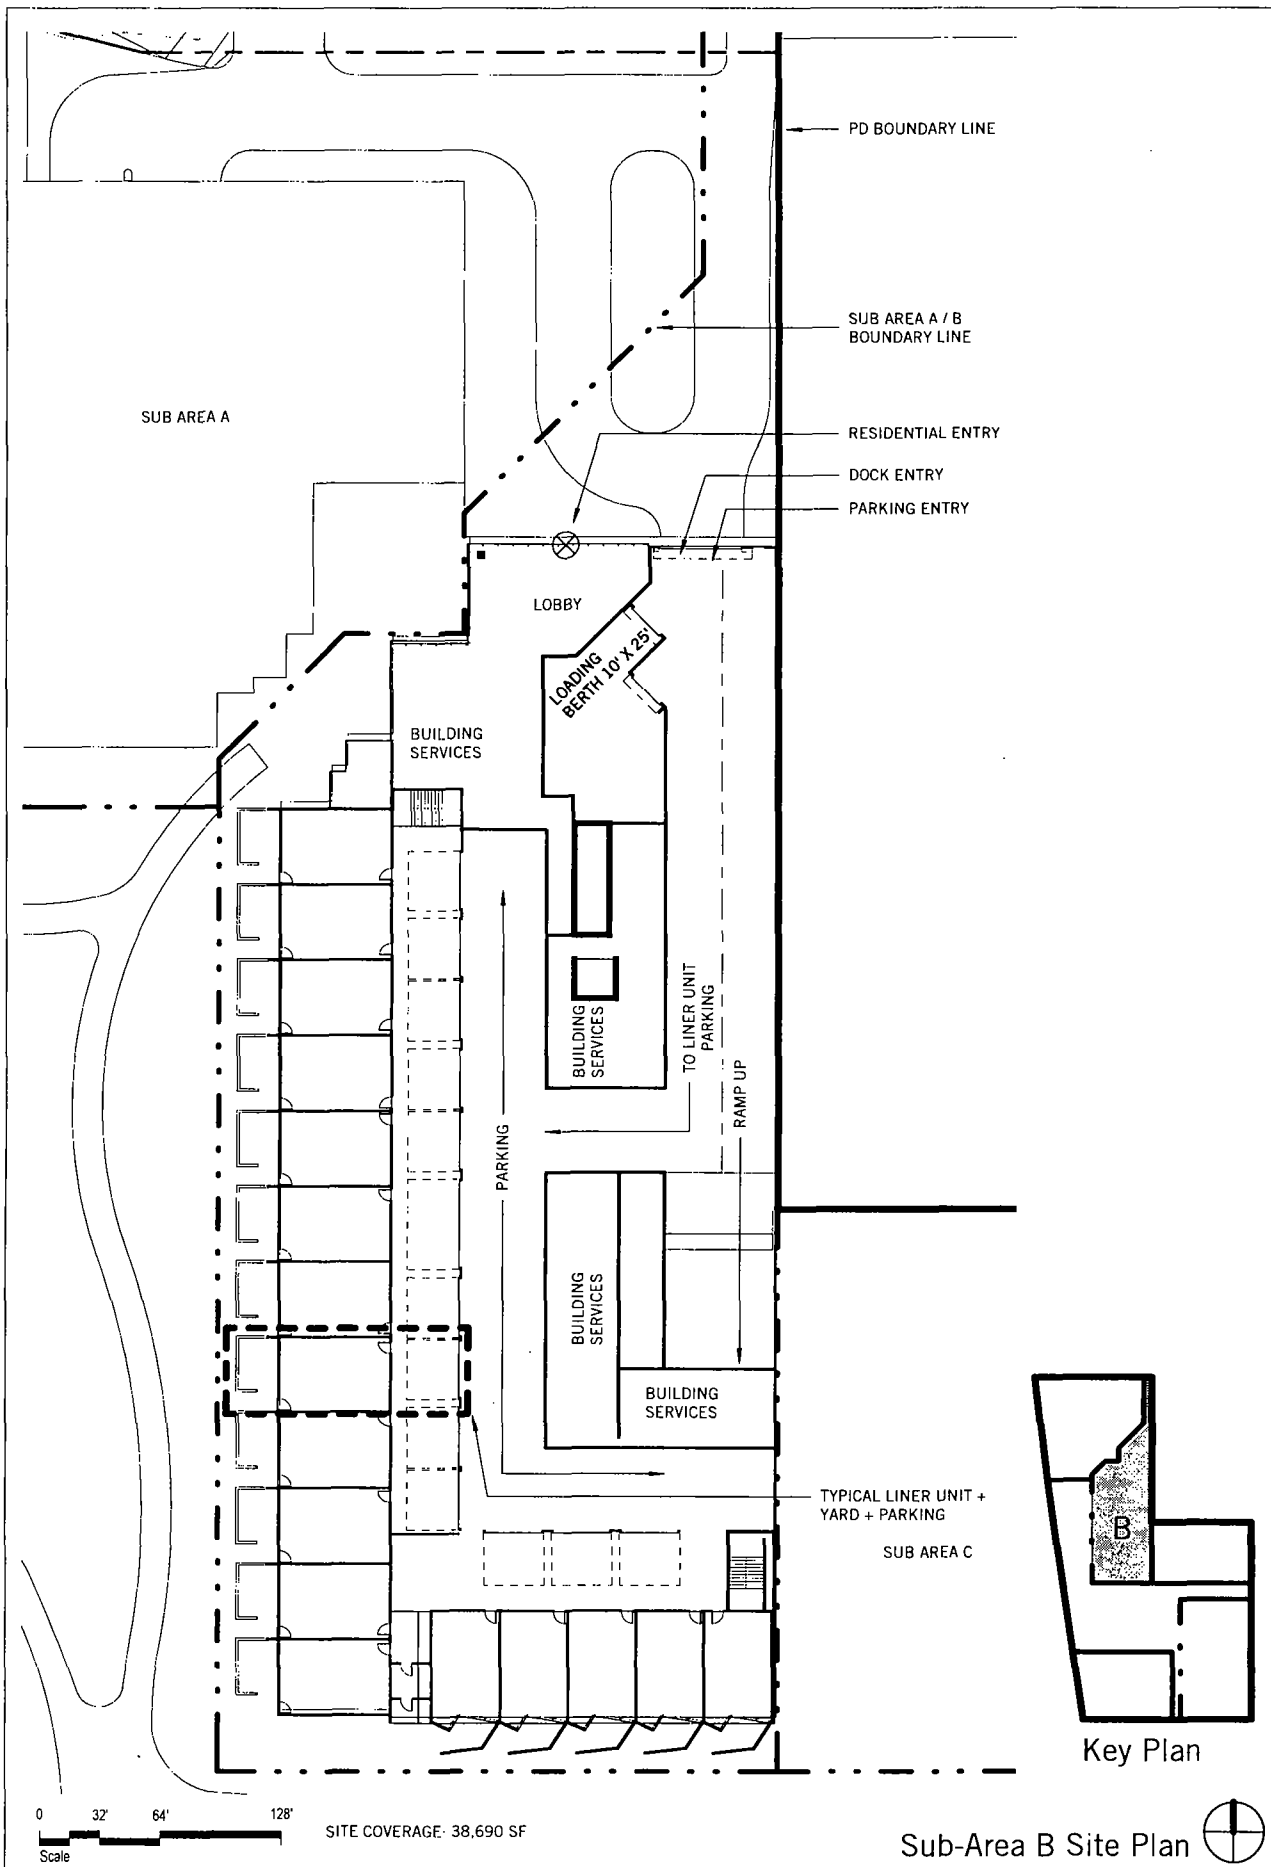 PD BOUNDARY LINE
SUB AREA A / B
BOUNDARY LINE
SUB AREA A
RESIDENTIAL ENTRY
DOCK ENTRY
PARKING ENTRY
LOBBY
LOADING
BERTH 10' X 25'
BUILDING
SERVICES
BUILDING
SERVICES
TO LINER UNIT
PARKING
RAMP UP
PARKING
BUILDING
SERVICES
BUILDING
SERVICES
TYPICAL LINER UNIT +
YARD + PARKING
SUB AREA C
B
Key Plan
0 32' 64' 128'
Scale
SITE COVERAGE: 38,690 SF
Sub-Area B Site Plan